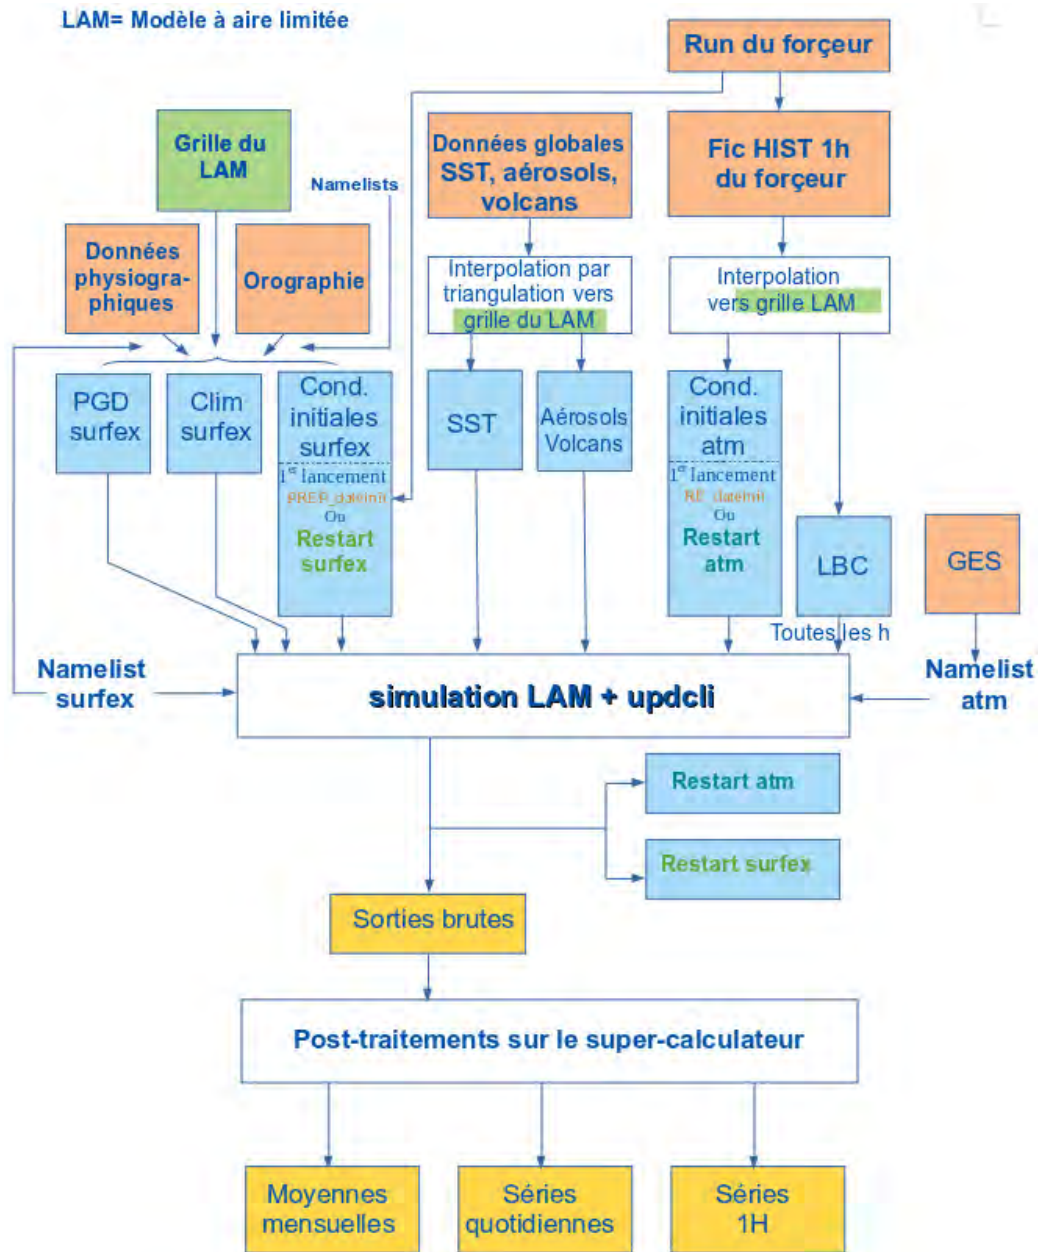 LAM= Modèle à aire limitée
Run du forçeur
Grille du
LAM
Namelists
Données globales
SST, aérosols,
volcans
Fic HIST 1h
du forçeur
Données
physiogra-
phiques
Orographie
Interpolation par
triangulation vers
grille du LAM
Interpolation
vers grille LAM
PGD
surfex
Clim
surfex
Cond.
initiales
surfex
1er lancement
PREP_dateinit
Ou
Restart
surfex
SST
Aérosols
Volcans
Cond.
initiales
atm
1er lancement
RE_dateinit
Ou
Restart
atm
LBC
Toutes les h
GES
Namelist
surfex
simulation LAM + updcli
Namelist
atm
Restart atm
Restart surfex
Sorties brutes
Post-traitements sur le super-calculateur
Moyennes
mensuelles
Séries
quotidiennes
Séries
1H